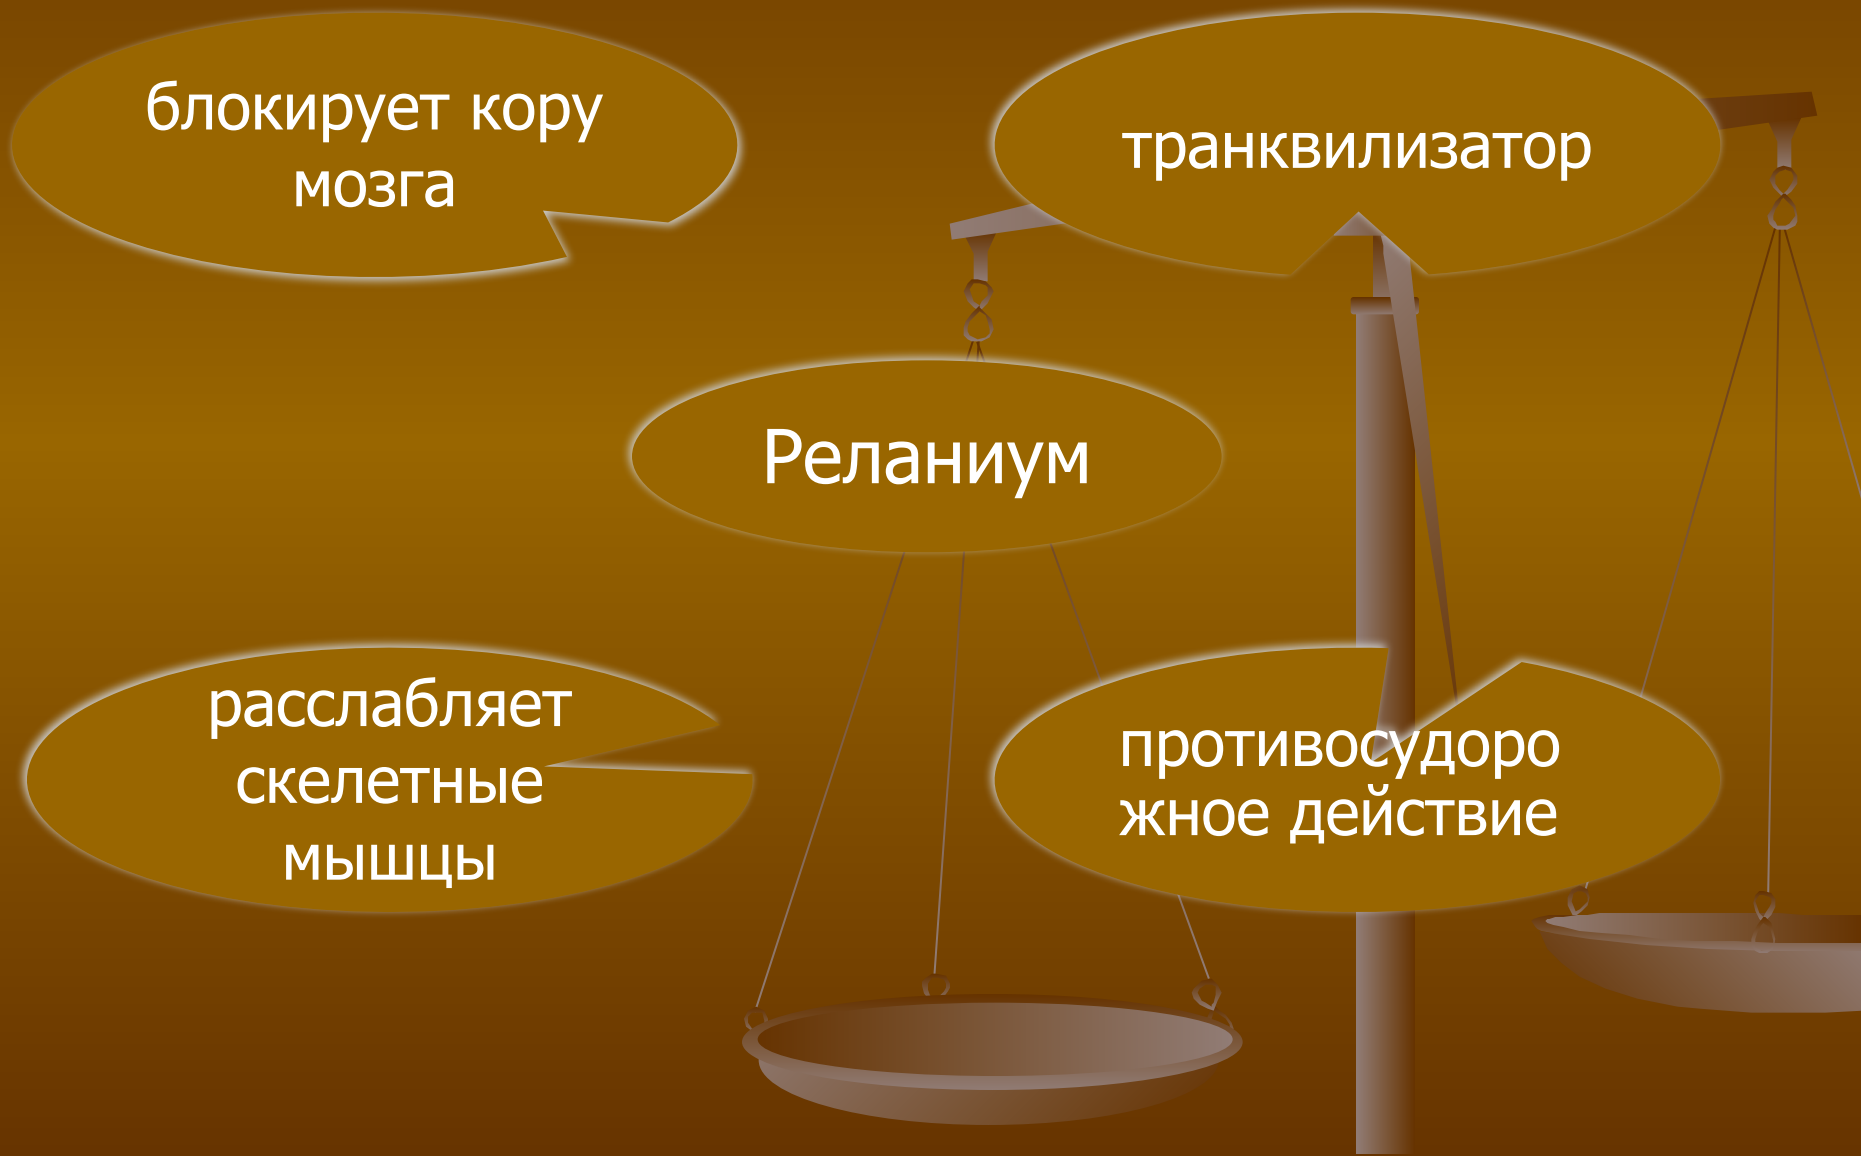 блокирует кору
мозга
транквилизатор
Реланиум
расслабляет
скелетные
мышцы
противосудоро
жное действие